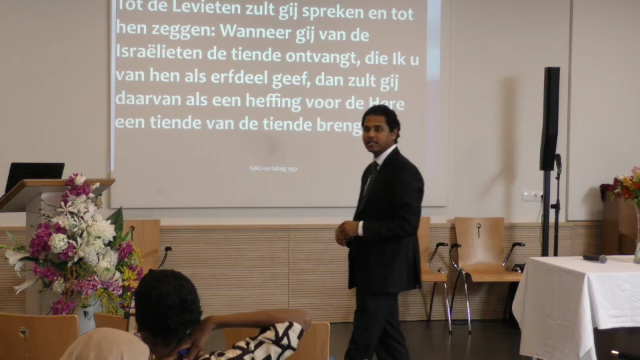 Tot de Levieten zult gij spreken en tot
hen zeggen: Wanneer gij van de
Israëlieten de tiende ontvangt, die Ik u
van hen als erfdeel geef, dan zult gij
daarvan als een heffing voor de Here
een tiende van de tiende breng